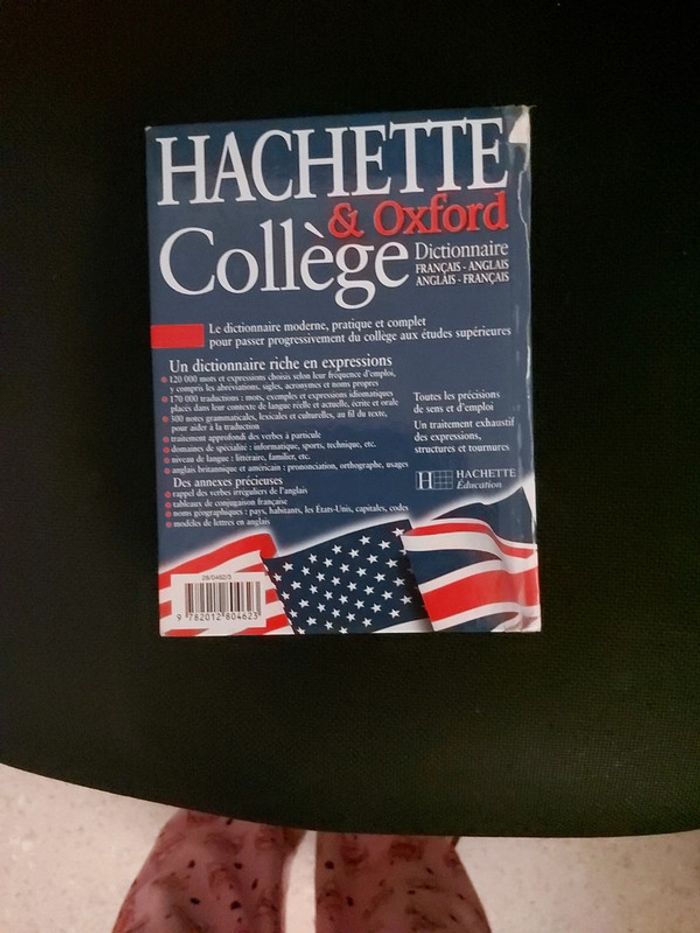 HACHETTE
& Oxford
Collège
Dictionnaire
FRANÇAIS - ANGLAIS
ANGLAIS - FRANÇAIS
Le dictionnaire moderne, pratique et complet
pour passer progressivement du collège aux études supérieures
Un dictionnaire riche en expressions
120 000 mots et expressions choisis selon leur fréquence d'emploi,
y compris les abréviations, sigles, acronymes et noms propres
170 000 traductions : mots, exemples et expressions idiomatiques
placés dans leur contexte de langue réelle et actuelle, écrite et orale
300 notes grammaticales, lexicales et culturelles, au fil du texte,
pour aider à la traduction
traitement approfondi des verbes à particule
domaines de spécialité : informatique, sports, technique, etc.
niveau de langue : littéraire, familier, etc.
anglais britannique et américain : prononciation, orthographe, usages
Des annexes précieuses
rappel des verbes irréguliers de l'anglais
tableaux de conjugaison française
noms géographiques : pays, habitants, les États-Unis, capitales, codes
modèles de lettres en anglais
Toutes les précisions
de sens et d'emploi
Un traitement exhaustif
des expressions,
structures et tournures
H HACHETTE
Éducation
28/0462/3
9 782012 804623